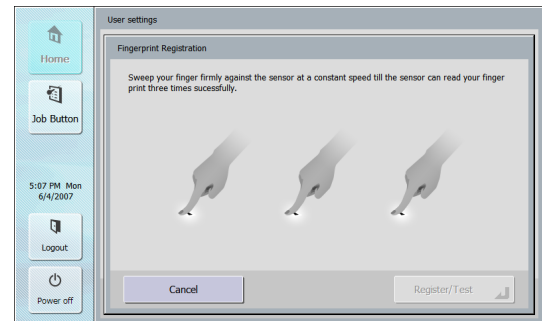 User settings
Home
Fingerprint Registration
Sweep your finger firmly against the sensor at a constant speed till the sensor can read your finger
print three times sucessfully.
Job Button
5:07 PM Mon
6/4/2007
Logout
Power off
Cancel
Register/Test